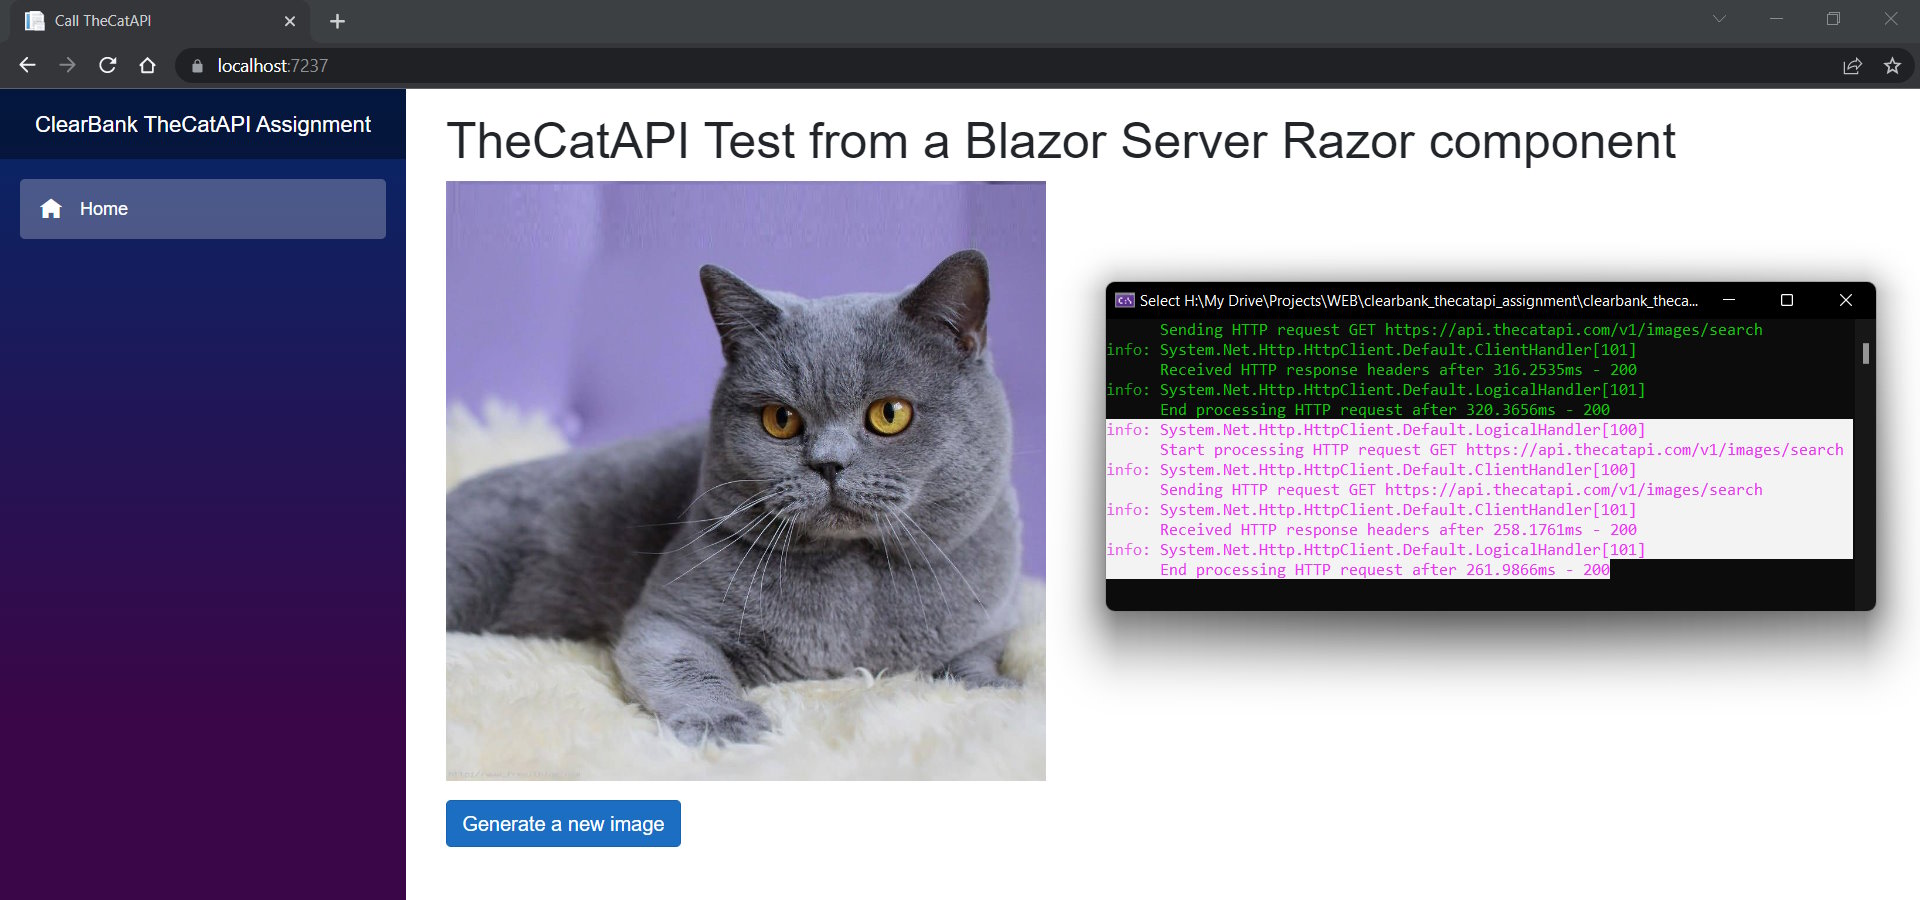 Call TheCatAPI
localhost:7237
ClearBank TheCatAPI Assignment
Home
TheCatAPI Test from a Blazor Server Razor component
Select H:\My Drive\Projects\WEB\clearbank_thecatapi_assignment\clearbank_theca...
Sending HTTP request GET https://api.thecatapi.com/v1/images/search
info: System.Net.Http.HttpClient.Default.ClientHandler[101]
Received HTTP response headers after 316.2535ms - 200
info: System.Net.Http.HttpClient.Default.LogicalHandler[101]
End processing HTTP request after 320.3656ms - 200
info: System.Net.Http.HttpClient.Default.LogicalHandler[100]
Start processing HTTP request GET https://api.thecatapi.com/v1/images/search
info: System.Net.Http.HttpClient.Default.ClientHandler[100]
Sending HTTP request GET https://api.thecatapi.com/v1/images/search
info: System.Net.Http.HttpClient.Default.ClientHandler[101]
Received HTTP response headers after 258.1761ms - 200
info: System.Net.Http.HttpClient.Default.LogicalHandler[101]
End processing HTTP request after 261.9866ms - 200
Generate a new image